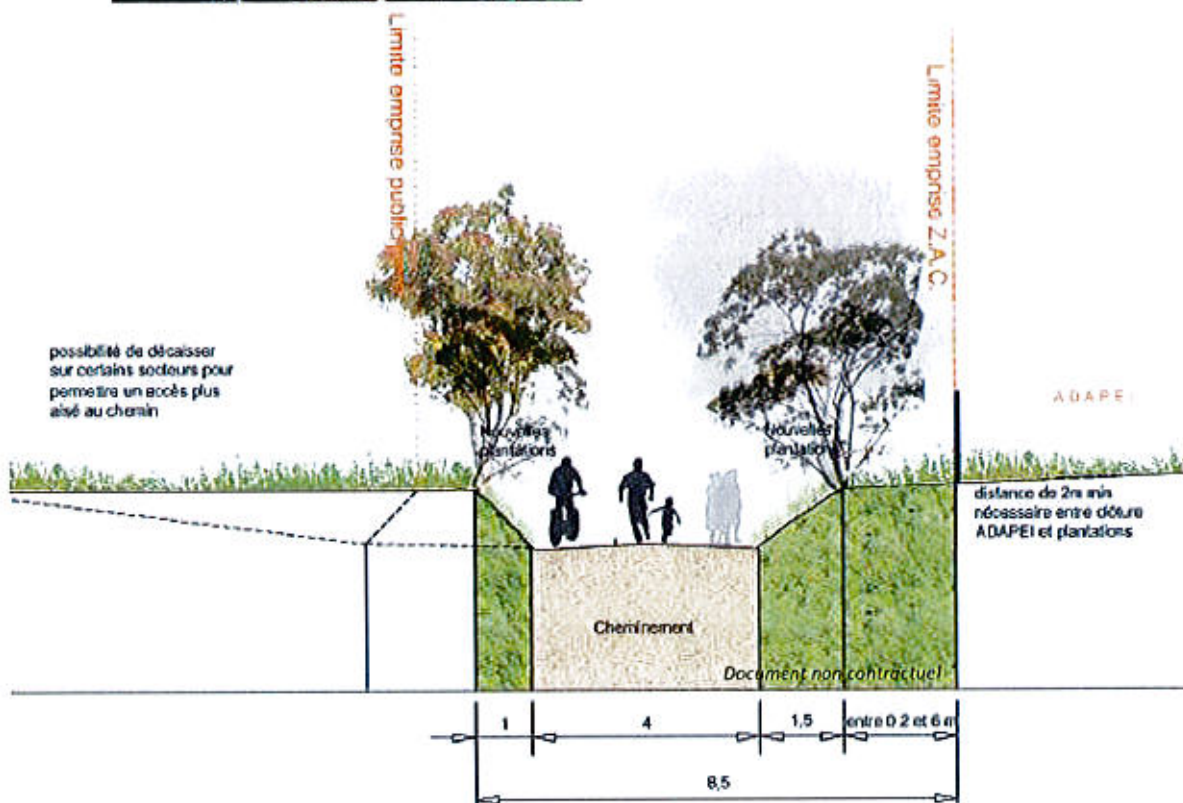 Limite emprise public
Limite emprise Z.A.C.
possibilité de décaisser
sur certains secteurs pour
permettre un accès plus
aisé au chemin
Nouvelles
plantations
Nouvelles
plantations
ADAPEI
distance de 2m min
nécessaire entre clôture
ADAPEI et plantations
Cheminement
Document non contractuel
1
4
1,5
entre 0 2 et 6 m
8,5